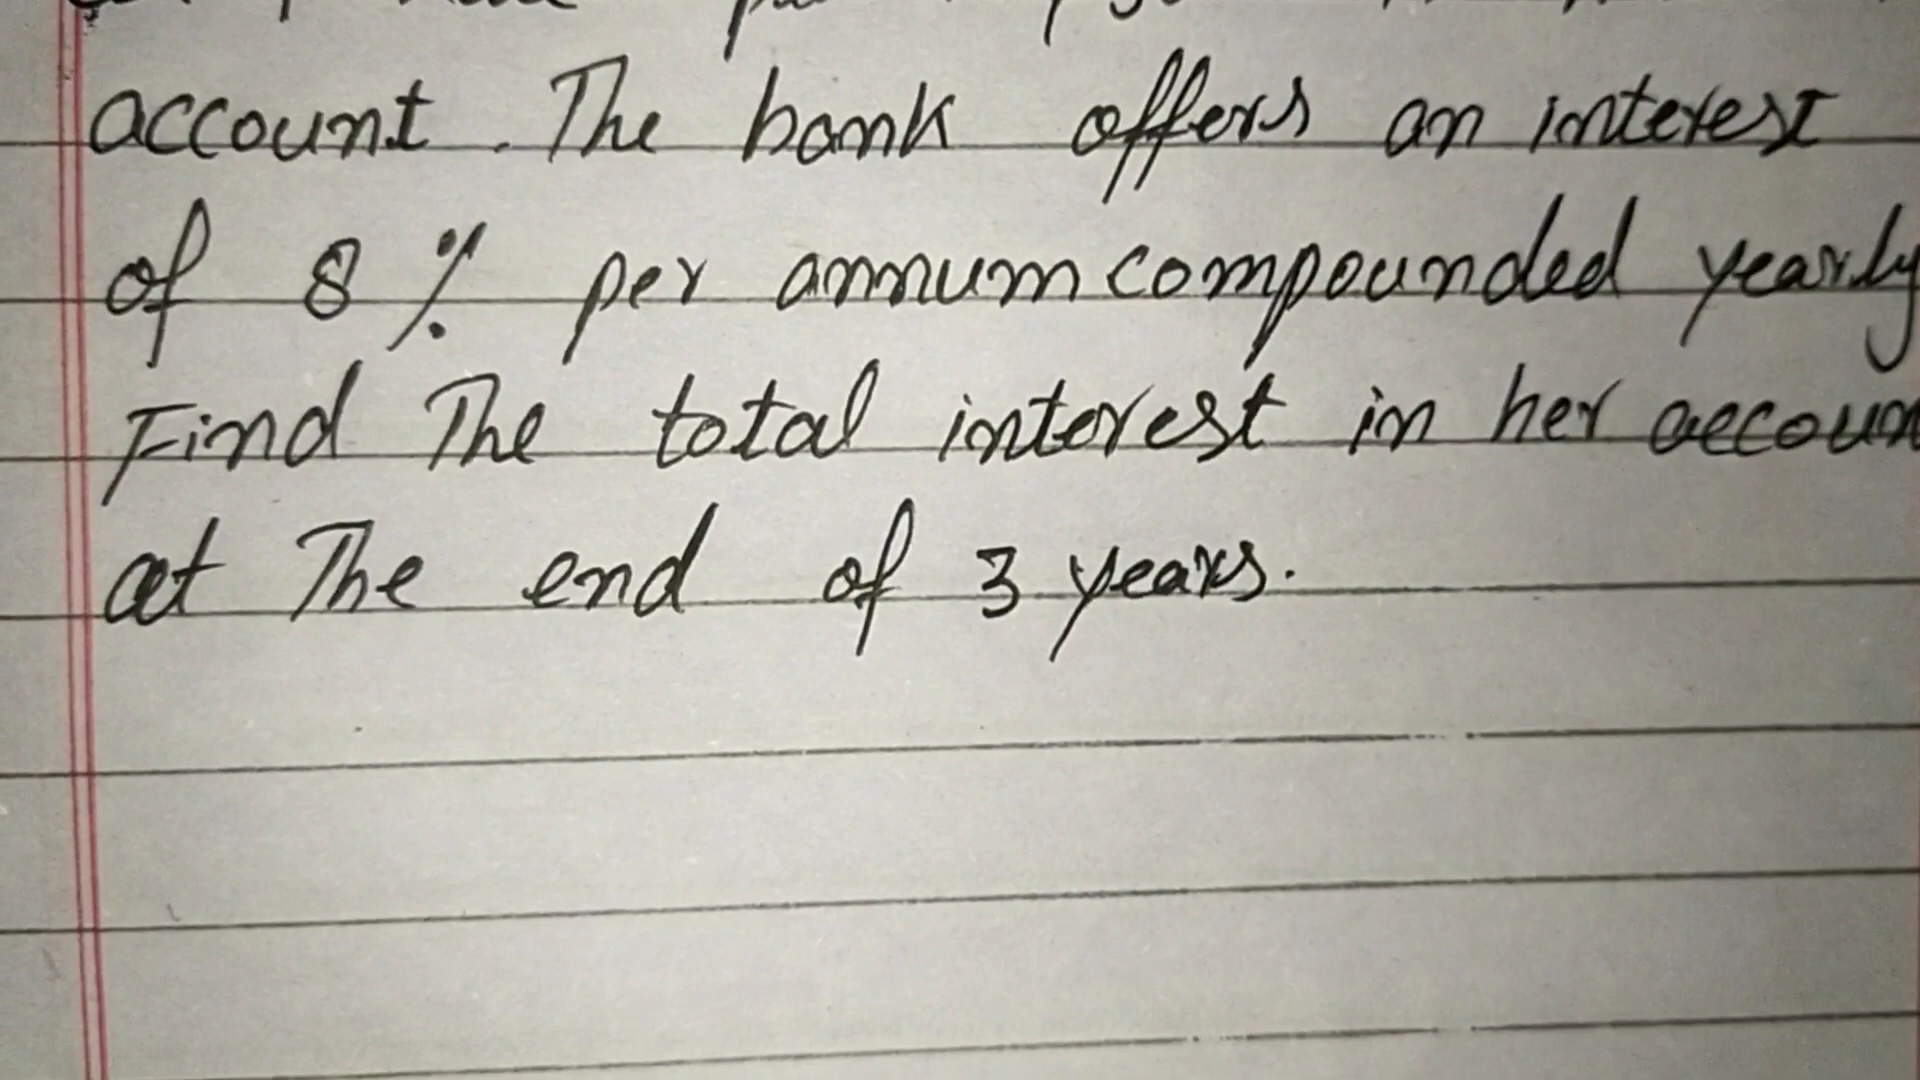 account. The bank offers an interest
of 8% per annum compounded yearly
Find The total interest in her accoun
at The end of 3 years.